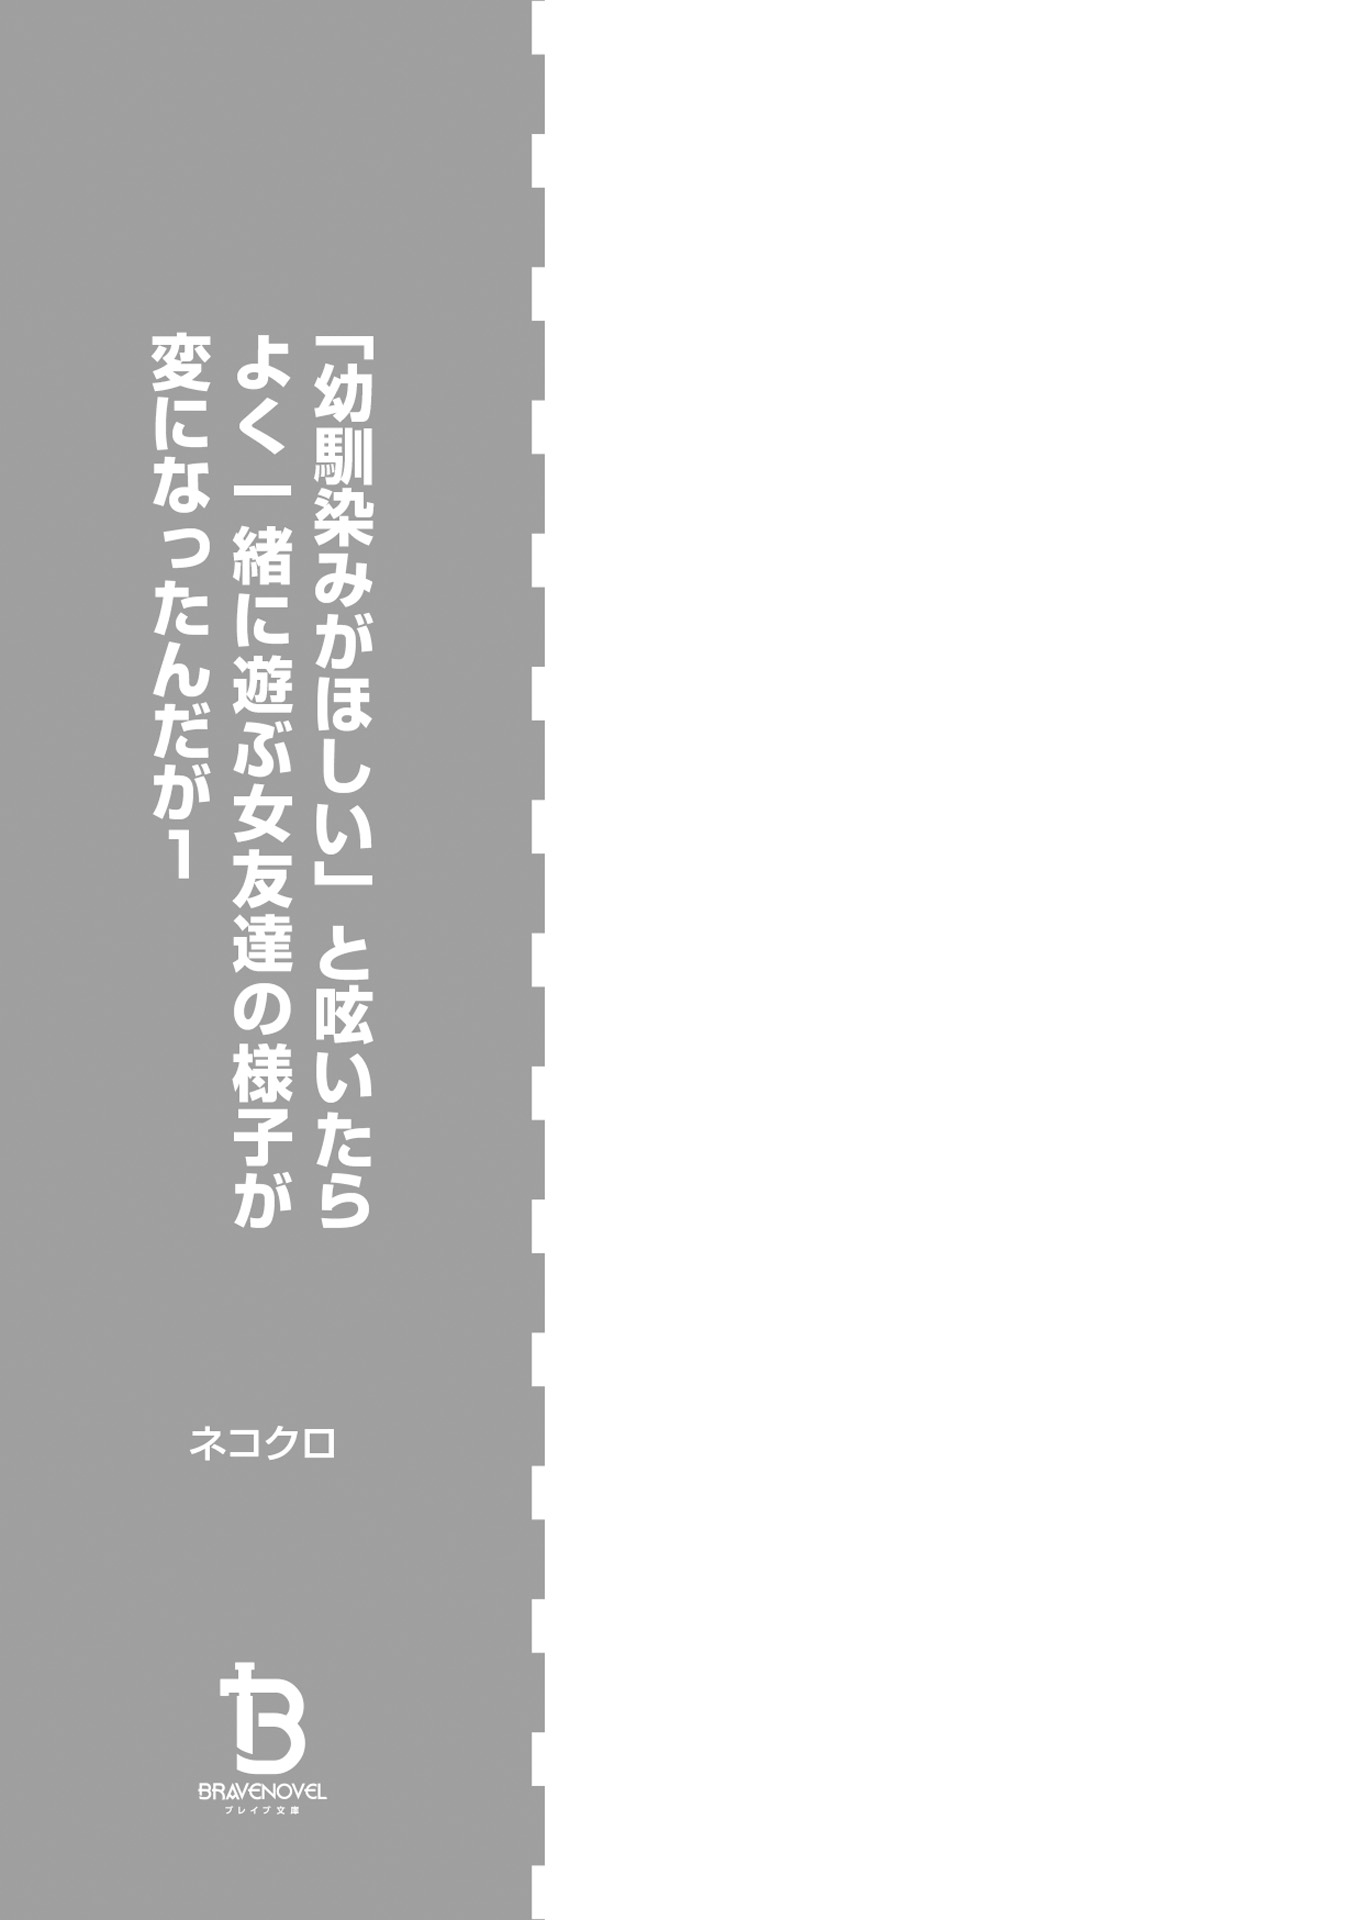 「幼馴染みがほしい」と呟いたら
よく一緒に遊ぶ女友達の様子が
変になったんだが1
ネコクロ
BRAVENOVEL
ブレイブ文庫